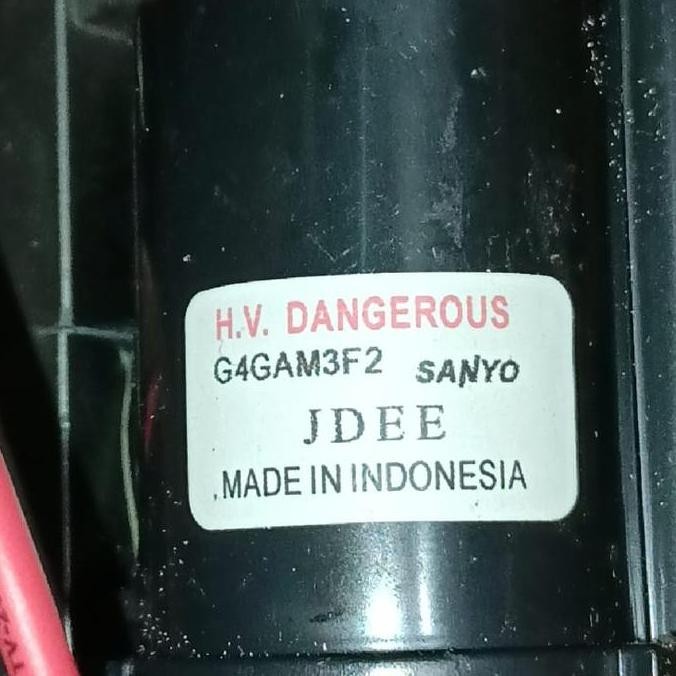 H.V. DANGEROUS
G4GAM3F2 SANYO
JDEE
.MADE IN INDONESIA